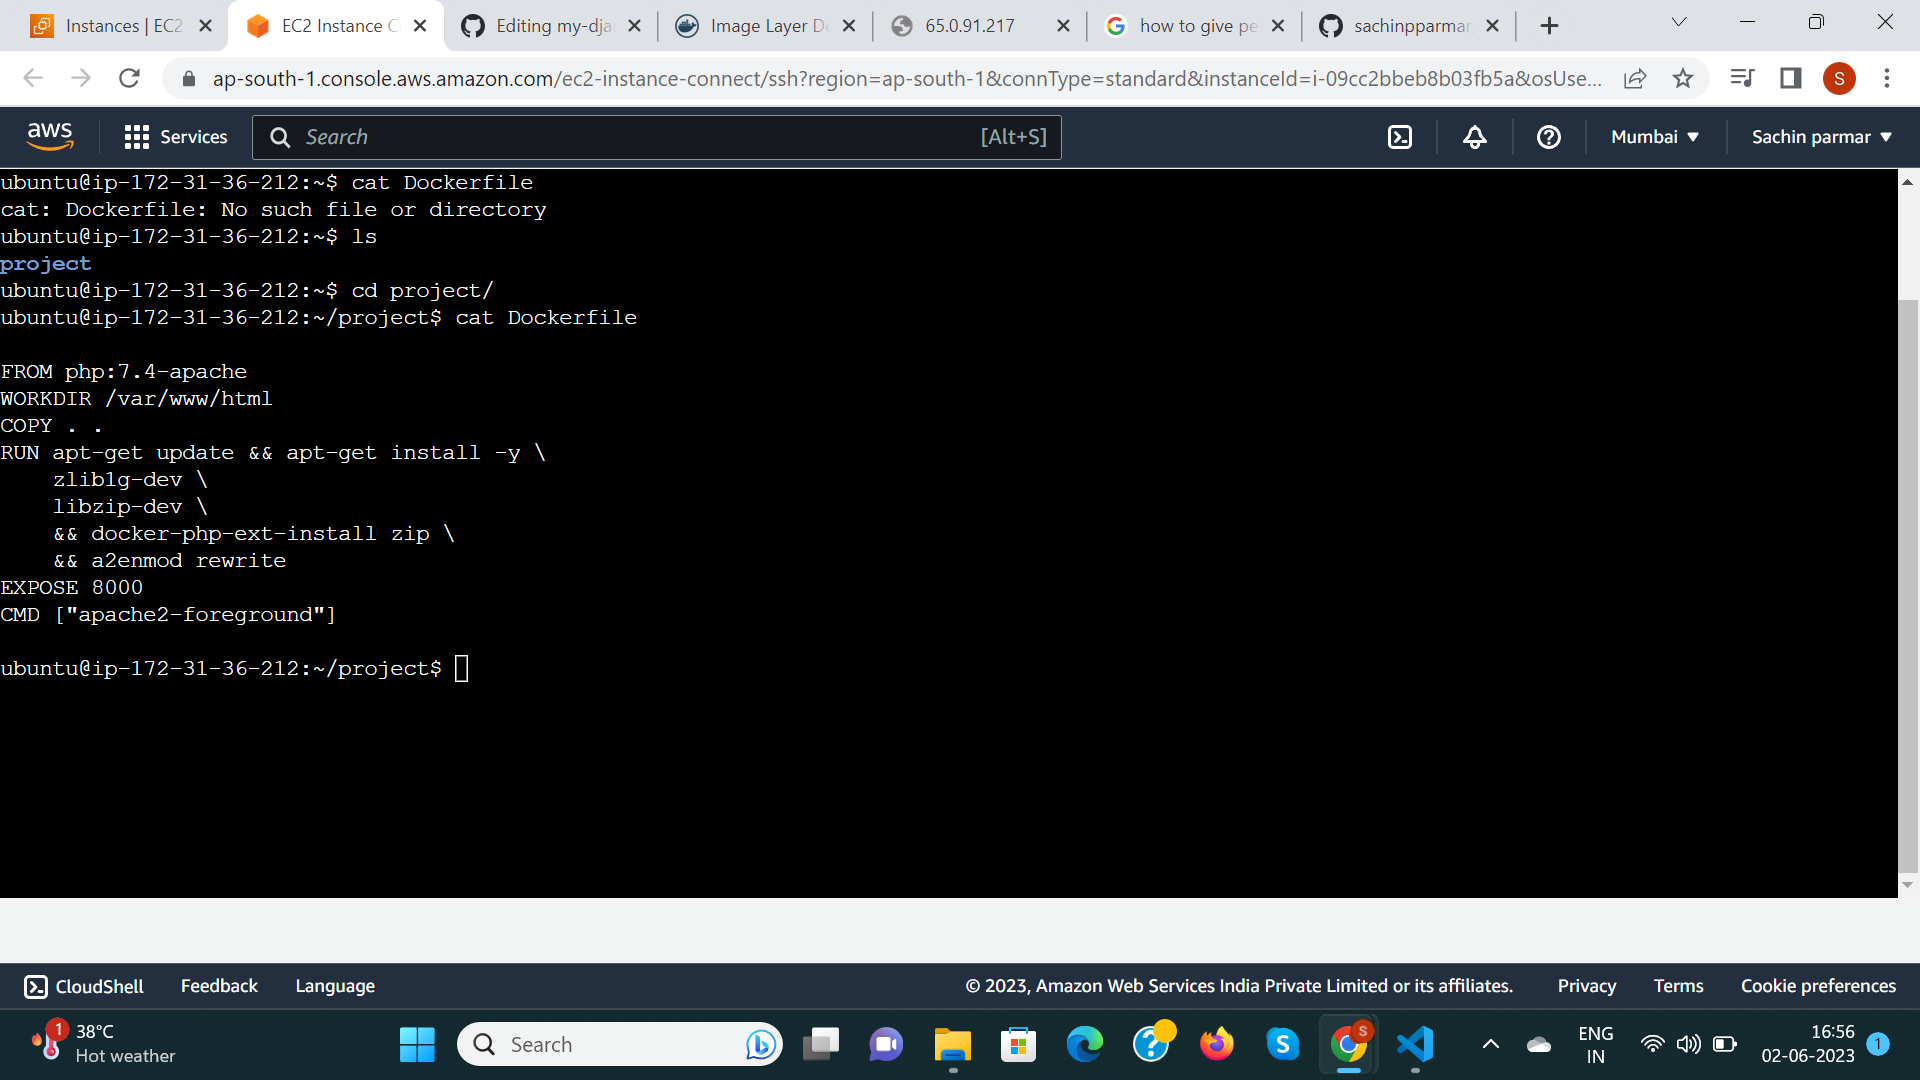 Instances | EC2
EC2 Instance C
Editing my-dja
Image Layer De
65.0.91.217
how to give pe
sachinpparmar
ap-south-1.console.aws.amazon.com/ec2-instance-connect/ssh?region=ap-south-1&connType=standard&instanceId=i-09cc2bbeb8b03fb5a&osUse...
S
aws
Services
Search
[Alt+S]
Mumbai
Sachin parmar
ubuntu@ip-172-31-36-212:~$ cat Dockerfile
cat: Dockerfile: No such file or directory
ubuntu@ip-172-31-36-212:~$ ls
project
ubuntu@ip-172-31-36-212:~$ cd project/
ubuntu@ip-172-31-36-212:~/project$ cat Dockerfile
FROM php:7.4-apache
WORKDIR /var/www/html
COPY . .
RUN apt-get update && apt-get install -y \
    zlib1g-dev \
    libzip-dev \
    && docker-php-ext-install zip \
    && a2enmod rewrite
EXPOSE 8000
CMD ["apache2-foreground"]
ubuntu@ip-172-31-36-212:~/project$
CloudShell
Feedback
Language
© 2023, Amazon Web Services India Private Limited or its affiliates.
Privacy
Terms
Cookie preferences
1
38°C
Hot weather
Search
S
S
ENG
IN
16:56
02-06-2023
1